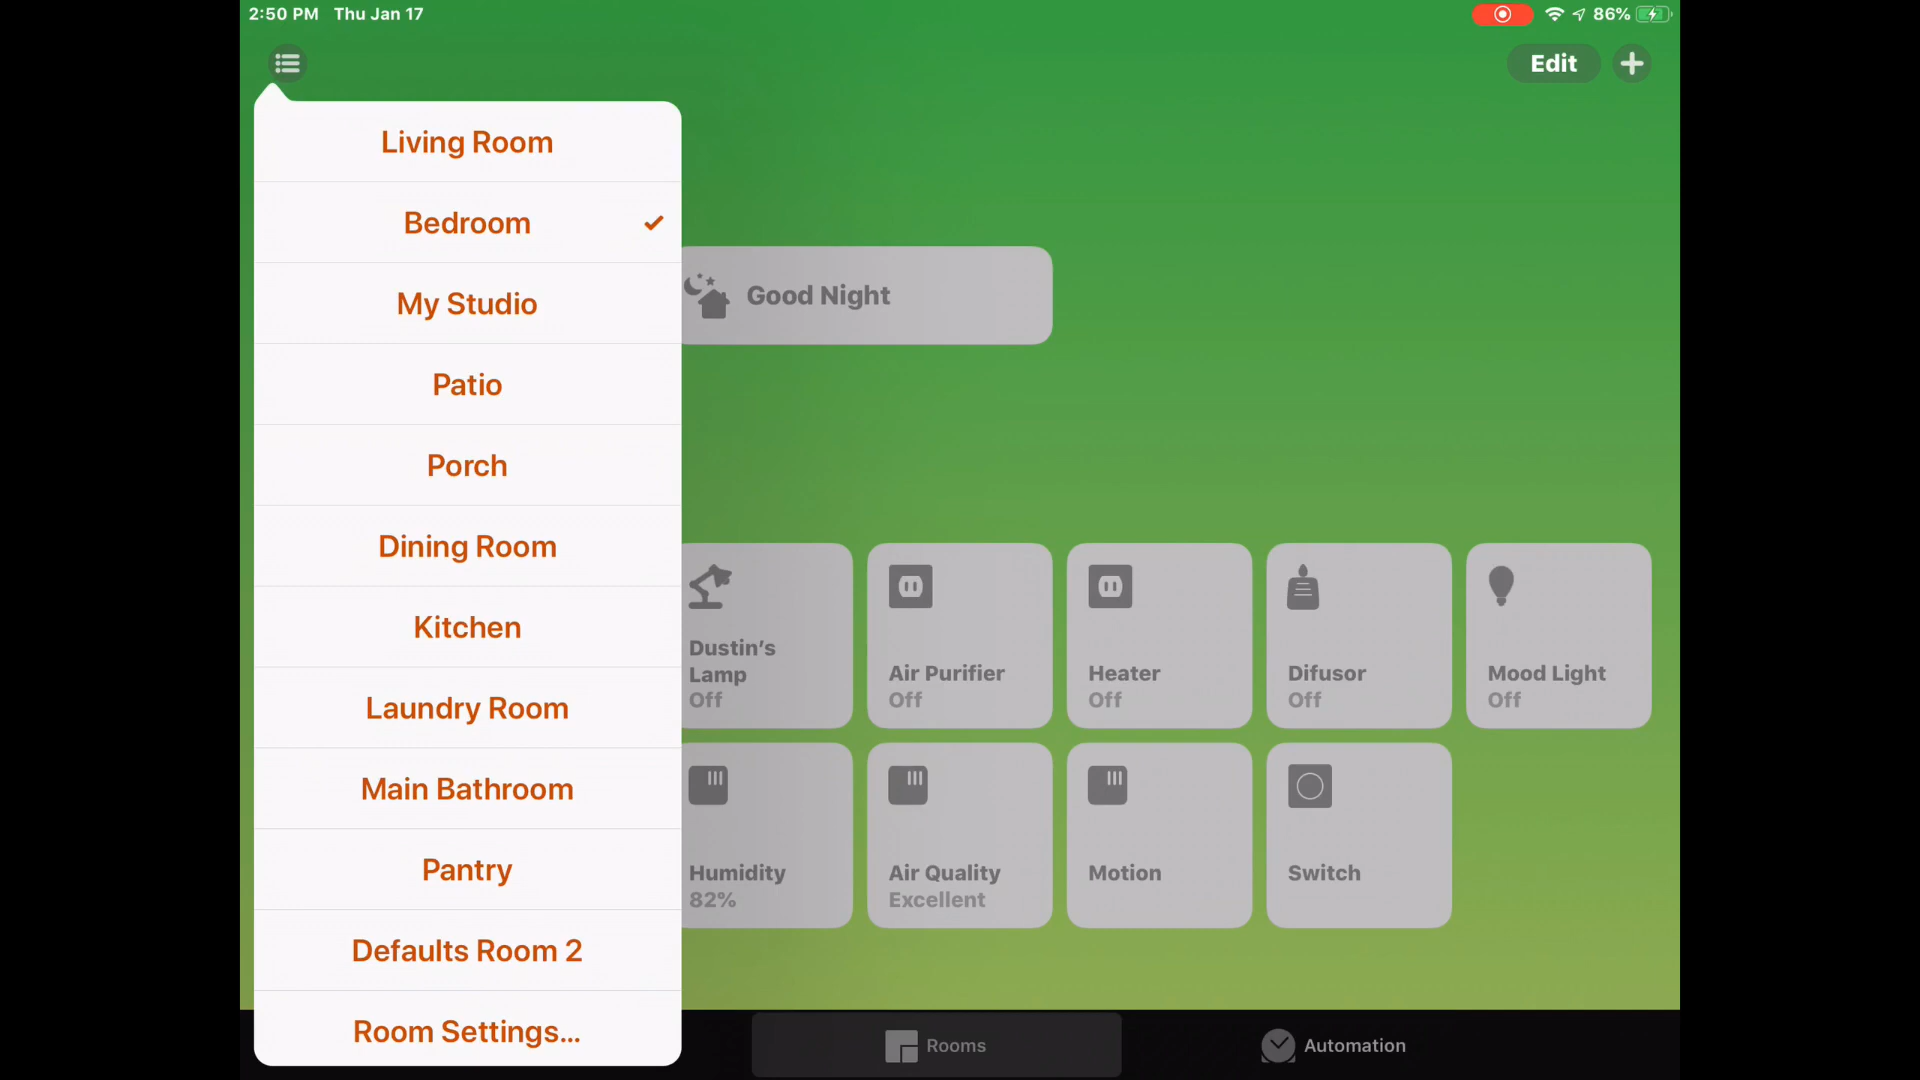 2:50 PM Thu Jan 17
86%
Edit
Living Room
Bedroom
My Studio
Patio
Porch
Dining Room
Kitchen
Laundry Room
Main Bathroom
Pantry
Defaults Room 2
Room Settings...
Good Night
Dustin's
Lamp
Off
Air Purifier
Off
Heater
Off
Difusor
Off
Mood Light
Off
Humidity
82%
Air Quality
Excellent
Motion
Switch
Rooms
Automation